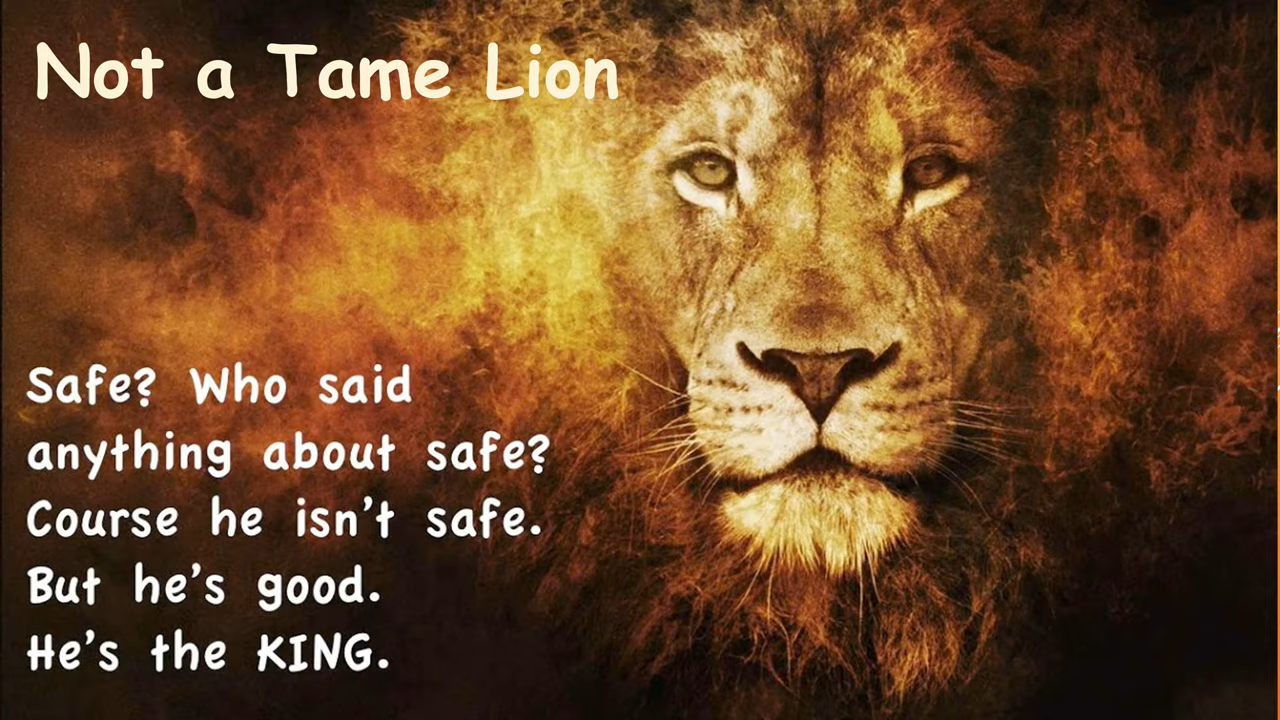 Not a Tame Lion
Safe? Who said
anything about safe?
Course he isn't safe.
But he's good.
He's the KING.